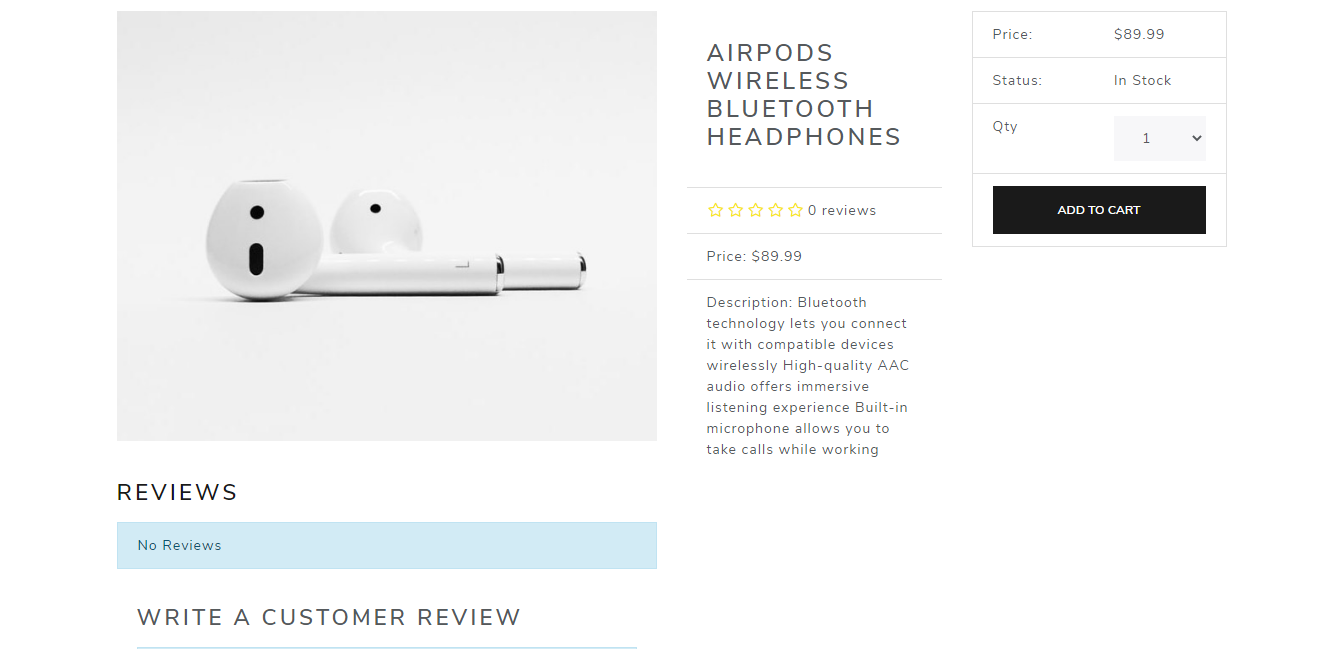 AIRPODS
WIRELESS
BLUETOOTH
HEADPHONES
0 reviews
Price: $89.99
Description: Bluetooth
technology lets you connect
it with compatible devices
wirelessly High-quality AAC
audio offers immersive
listening experience Built-in
microphone allows you to
take calls while working
Price: $89.99
Status: In Stock
Qty 1
ADD TO CART
REVIEWS
No Reviews
WRITE A CUSTOMER REVIEW